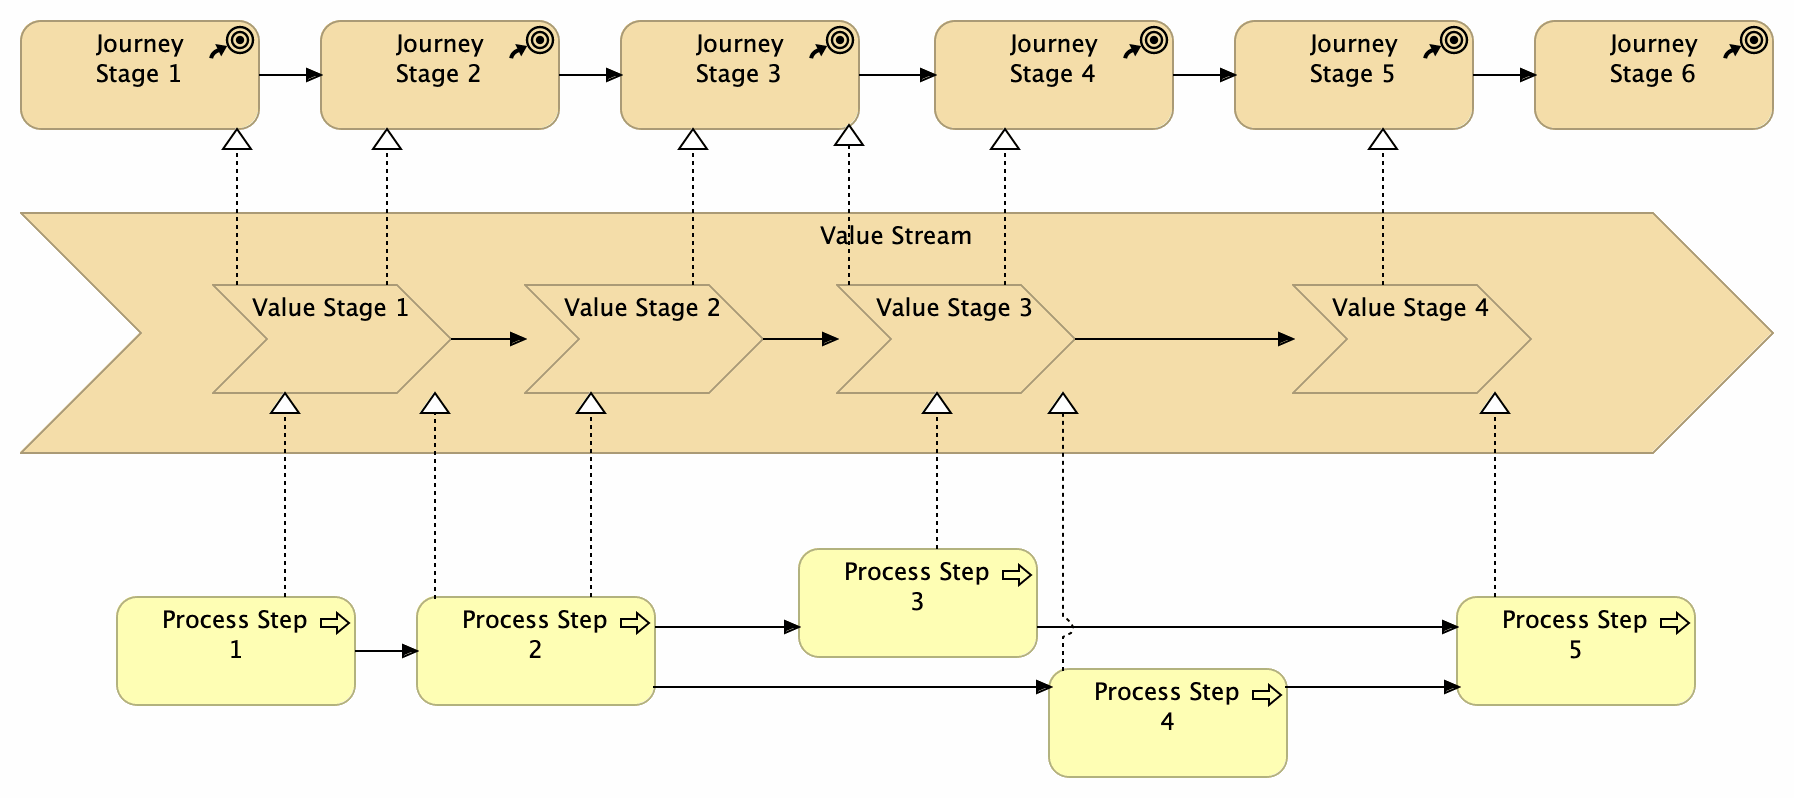 Journey
Stage 1
Journey
Stage 2
Journey
Stage 3
Journey
Stage 4
Journey
Stage 5
Journey
Stage 6
Value Stream
Value Stage 1
Value Stage 2
Value Stage 3
Value Stage 4
Process Step
1
Process Step
2
Process Step
3
Process Step
4
Process Step
5